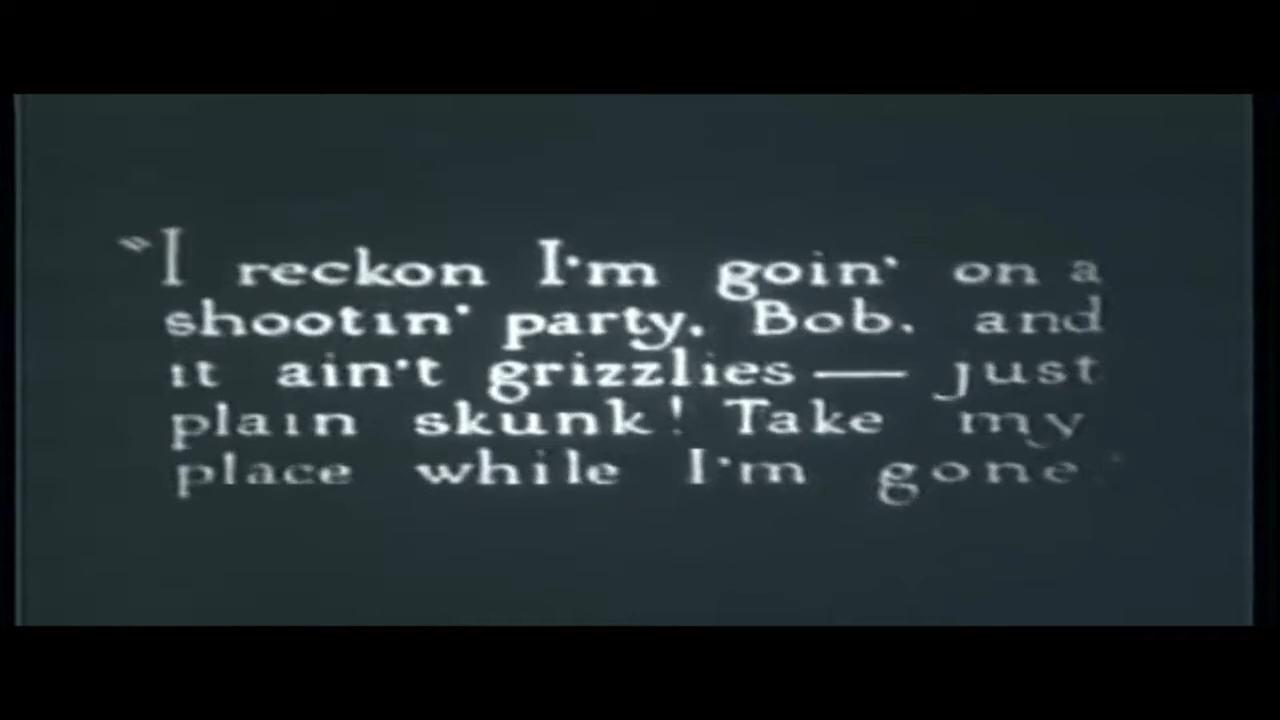 "I reckon I'm goin' on a
shootin' party, Bob, and
it ain't grizzlies — just
plain skunk! Take my
place while I'm gone."